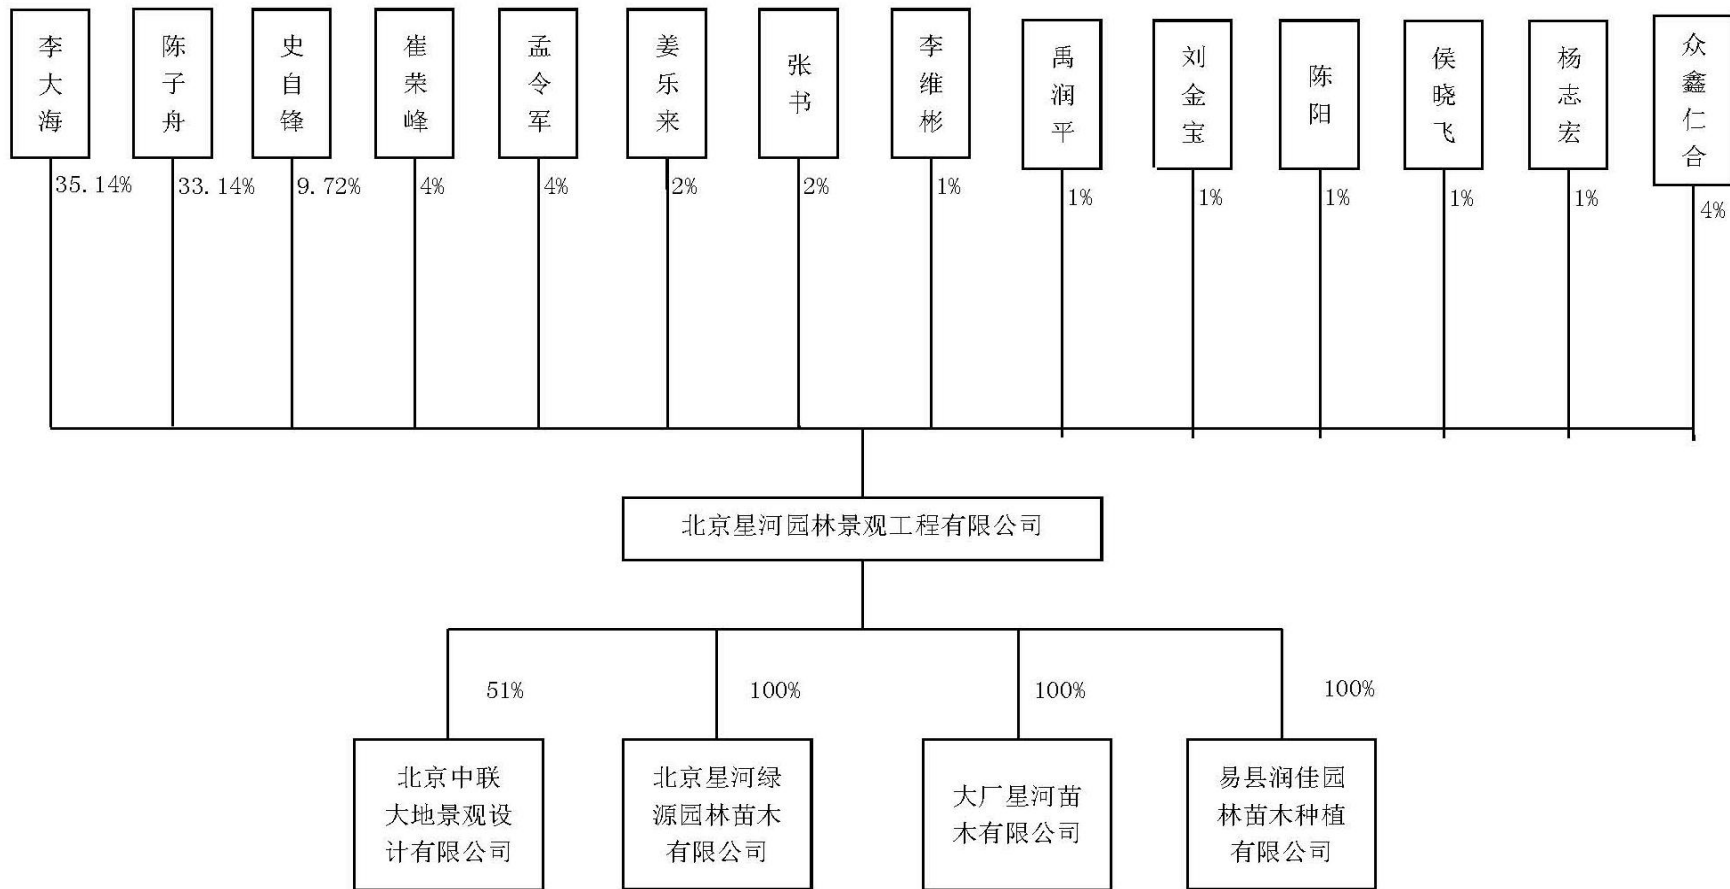 李大海
陈子舟
史自锋
崔荣峰
孟令军
姜乐来
张书
李维彬
禹润平
刘金宝
陈阳
侯晓飞
杨志宏
众鑫仁合
35.14%
33.14%
9.72%
4%
4%
2%
2%
1%
1%
1%
1%
1%
1%
4%
北京星河园林景观工程有限公司
51%
100%
100%
100%
北京中联
大地景观设
计有限公司
北京星河绿
源园林苗木
有限公司
大厂星河苗
木有限公司
易县润佳园
林苗木种植
有限公司